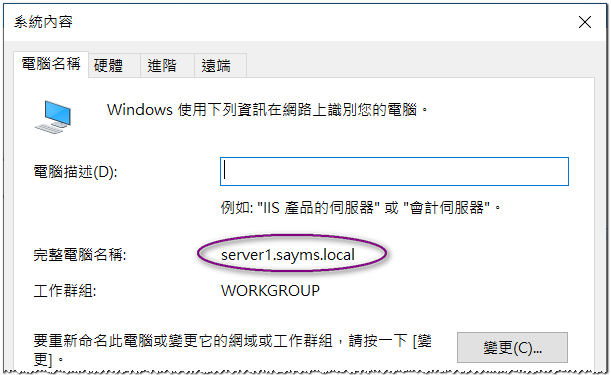 系統內容
電腦名稱 硬體 進階 遠端
Windows 使用下列資訊在網路上識別您的電腦。
電腦描述(D):
例如: "IIS 產品的伺服器" 或 "會計伺服器"。
完整電腦名稱: server1.sayms.local
工作群組: WORKGROUP
要重新命名此電腦或變更它的網域或工作群組，請按一下 [變
更]。
變更(C)...